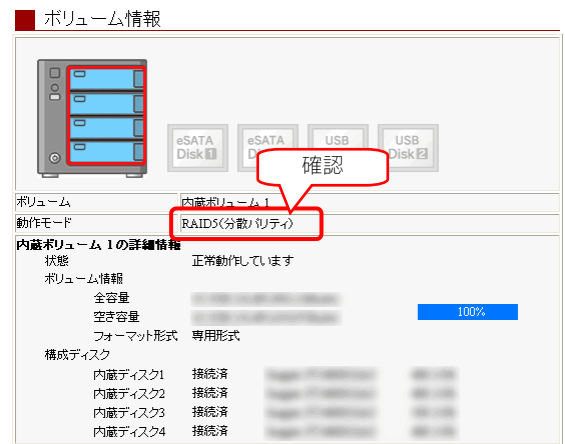 ボリューム情報
eSATA
eSATA
USB
USB
Disk 1
Disk 2
確認
ボリューム 内蔵ボリューム 1
動作モード RAID5(分散パリティ)
内蔵ボリューム 1の詳細情報
状態 正常動作しています
ボリューム情報
全容量
空き容量 100%
フォーマット形式 専用形式
構成ディスク
内蔵ディスク1 接続済
内蔵ディスク2 接続済
内蔵ディスク3 接続済
内蔵ディスク4 接続済